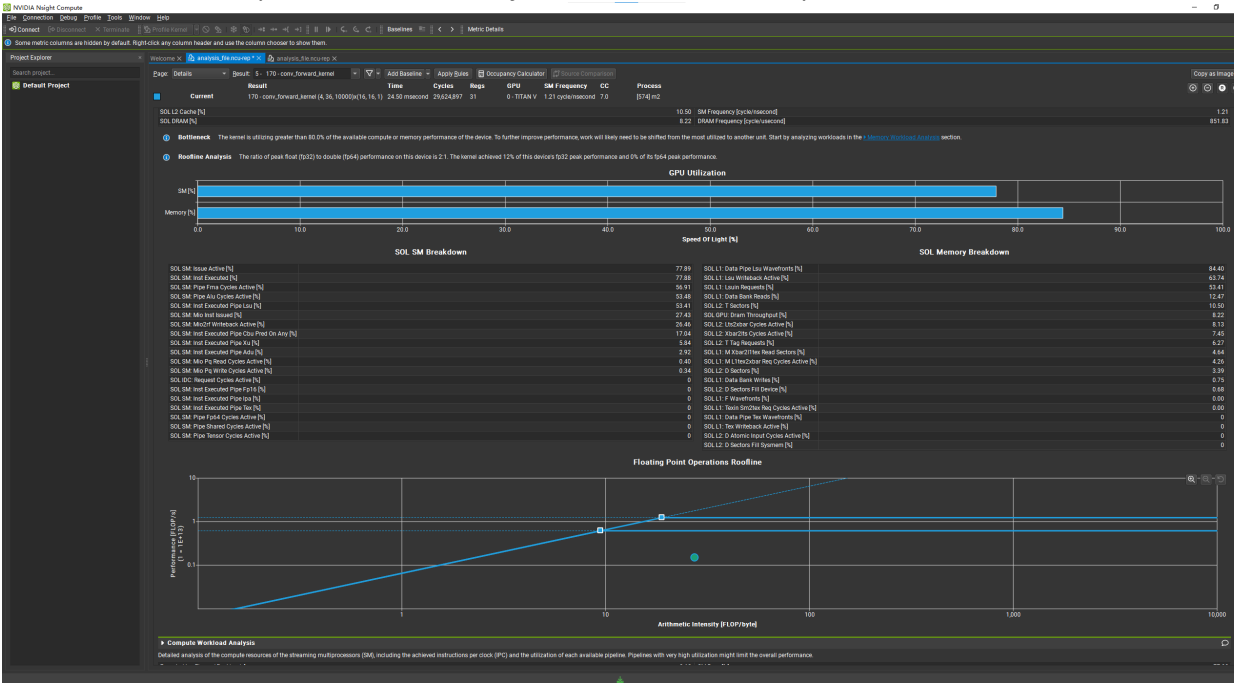 NVIDIA Nsight Compute
File Connection Debug Profile Tools Window Help
Connect Disconnect Terminate Profile Kernel Baselines Metric Details
Some metric columns are hidden by default. Right-click any column header and use the column chooser to show them.
Project Explorer
Search project...
Default Project
Welcome X analysis_file.ncu-rep * X analysis_file.ncu-rep X
Page: Details Result: 5 - 170 - conv_forward_kernel Add Baseline Apply Rules Occupancy Calculator Source Comparison Copy as Image
Result Time Cycles Regs GPU SM Frequency CC Process
Current 170 - conv_forward_kernel (4, 36, 10000)x(16, 16, 1) 24.50 msecond 29,624,897 31 0 - TITAN V 1.21 cycle/nsecond 7.0 [574] m2
SOL L2 Cache [%] 10.50 SM Frequency [cycle/nsecond] 1.21
SOL DRAM [%] 8.22 DRAM Frequency [cycle/usecond] 851.83
Bottleneck The kernel is utilizing greater than 80.0% of the available compute or memory performance of the device. To further improve performance, work will likely need to be shifted from the most utilized to another unit. Start by analyzing workloads in the Memory Workload Analysis section.
Roofline Analysis The ratio of peak float (fp32) to double (fp64) performance on this device is 2:1. The kernel achieved 12% of this device's fp32 peak performance and 0% of its fp64 peak performance.
GPU Utilization
SM [%]
Memory [%]
0.0 10.0 20.0 30.0 40.0 50.0 60.0 70.0 80.0 90.0 100.0
Speed Of Light [%]
SOL SM Breakdown
SOL SM: Issue Active [%] 77.89
SOL SM: Inst Executed [%] 77.88
SOL SM: Pipe Fma Cycles Active [%] 56.91
SOL SM: Pipe Alu Cycles Active [%] 53.48
SOL SM: Inst Executed Pipe Lsu [%] 53.41
SOL SM: Mio Inst Issued [%] 27.43
SOL SM: Mio2rf Writeback Active [%] 26.46
SOL SM: Inst Executed Pipe Cbu Pred On Any [%] 17.04
SOL SM: Inst Executed Pipe Xu [%] 5.84
SOL SM: Inst Executed Pipe Adu [%] 2.92
SOL SM: Mio Pq Read Cycles Active [%] 0.40
SOL SM: Mio Pq Write Cycles Active [%] 0.34
SOL IDC: Request Cycles Active [%] 0
SOL SM: Inst Executed Pipe Fp16 [%] 0
SOL SM: Inst Executed Pipe Ipa [%] 0
SOL SM: Inst Executed Pipe Tex [%] 0
SOL SM: Pipe Fp64 Cycles Active [%] 0
SOL SM: Pipe Shared Cycles Active [%] 0
SOL SM: Pipe Tensor Cycles Active [%] 0
SOL Memory Breakdown
SOL L1: Data Pipe Lsu Wavefronts [%] 84.40
SOL L1: Lsu Writeback Active [%] 63.74
SOL L1: Lsuin Requests [%] 53.41
SOL L1: Data Bank Reads [%] 12.47
SOL L2: T Sectors [%] 10.50
SOL GPU: Dram Throughput [%] 8.22
SOL L2: Lts2xbar Cycles Active [%] 8.13
SOL L2: Xbar2lts Cycles Active [%] 7.45
SOL L2: T Tag Requests [%] 6.27
SOL L1: M Xbar2l1tex Read Sectors [%] 4.64
SOL L1: M L1tex2xbar Req Cycles Active [%] 4.26
SOL L2: D Sectors [%] 3.39
SOL L1: Data Bank Writes [%] 0.75
SOL L2: D Sectors Fill Device [%] 0.68
SOL L1: F Wavefronts [%] 0.00
SOL L1: Texin Sm2tex Req Cycles Active [%] 0.00
SOL L1: Data Pipe Tex Wavefronts [%] 0
SOL L1: Tex Writeback Active [%] 0
SOL L2: D Atomic Input Cycles Active [%] 0
SOL L2: D Sectors Fill Sysmem [%] 0
Floating Point Operations Roofline
10
1
0.1
Performance [FLOP/s]
(1 = 1E+13)
1 10 100 1,000 10,000
Arithmetic Intensity [FLOP/byte]
Compute Workload Analysis
Detailed analysis of the compute resources of the streaming multiprocessors (SM), including the achieved instructions per clock (IPC) and the utilization of each available pipeline. Pipelines with very high utilization might limit the overall performance.